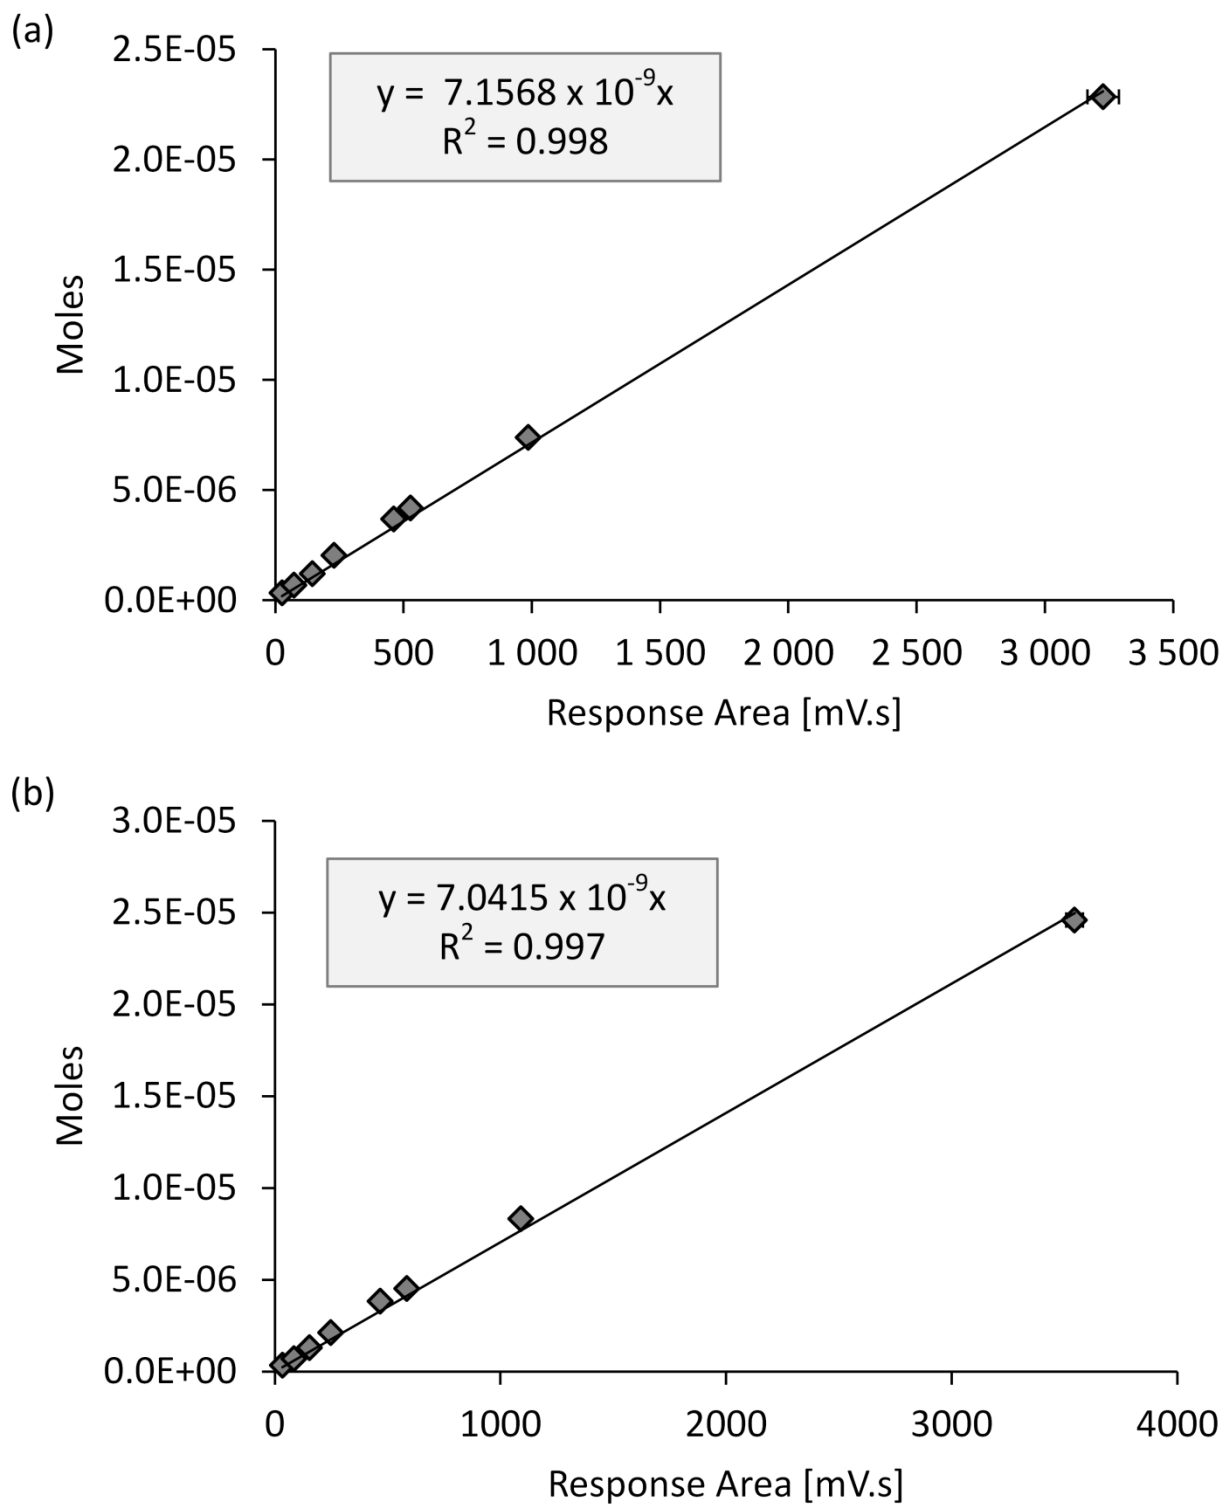 (a)
2.5E-05
y = 7.1568 x 10⁻⁹x
R² = 0.998
2.0E-05
1.5E-05
Moles
1.0E-05
5.0E-06
0.0E+00
0 500 1 000 1 500 2 000 2 500 3 000 3 500
Response Area [mV.s]
(b)
3.0E-05
y = 7.0415 x 10⁻⁹x
R² = 0.997
2.5E-05
2.0E-05
1.5E-05
Moles
1.0E-05
5.0E-06
0.0E+00
0 1000 2000 3000 4000
Response Area [mV.s]